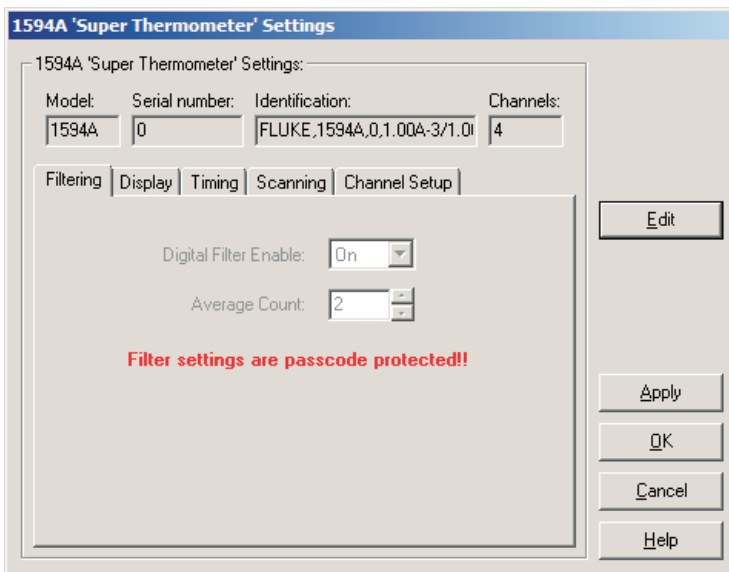 1594A 'Super Thermometer' Settings
1594A 'Super Thermometer' Settings:
Model: Serial number: Identification: Channels:
1594A 0 FLUKE,1594A,0,1.00A-3/1.0 4
Filtering Display Timing Scanning Channel Setup
Edit
Digital Filter Enable: On
Average Count: 2
Filter settings are passcode protected!!
Apply
OK
Cancel
Help